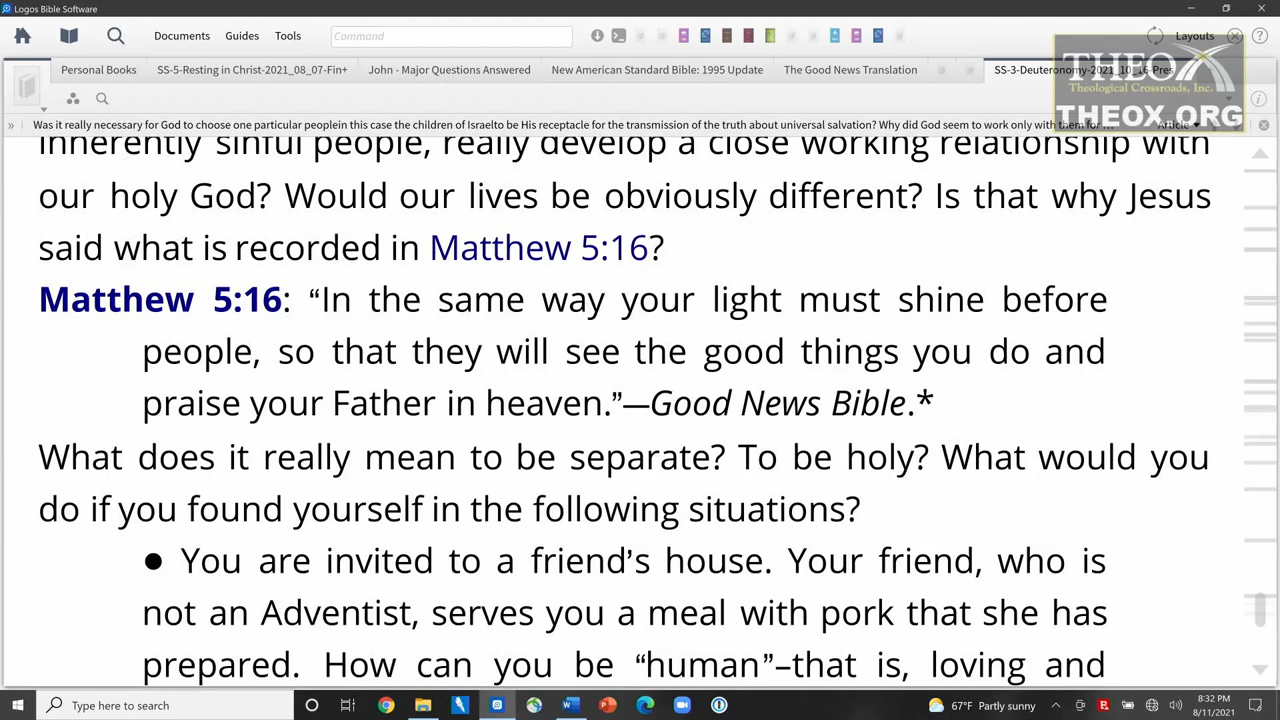 Logos Bible Software
Documents Guides Tools Command Layouts
Personal Books SS-5-Resting in Christ-2021_08_07-Fin+ New American Standard Bible: 1995 Update The Good News Translation SS-3-Deuteronomy-2021_10_16-Pres
THEOX
Theological Crossroads, Inc.
THEOX.ORG
Was it really necessary for God to choose one particular peoplein this case the children of Israelto be His receptacle for the transmission of the truth about universal salvation? Why did God seem to work only with them for ... Article
inherently sinful people, really develop a close working relationship with
our holy God? Would our lives be obviously different? Is that why Jesus
said what is recorded in Matthew 5:16?
Matthew 5:16: “In the same way your light must shine before
people, so that they will see the good things you do and
praise your Father in heaven.”—Good News Bible.*
What does it really mean to be separate? To be holy? What would you
do if you found yourself in the following situations?
● You are invited to a friend’s house. Your friend, who is
not an Adventist, serves you a meal with pork that she has
prepared. How can you be “human”–that is, loving and
Type here to search
67°F Partly sunny
8:32 PM
8/11/2021